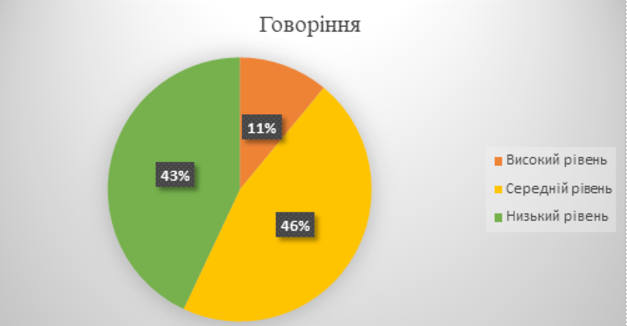 Говоріння
11%
43%
46%
Високий рівень
Середній рівень
Низький рівень